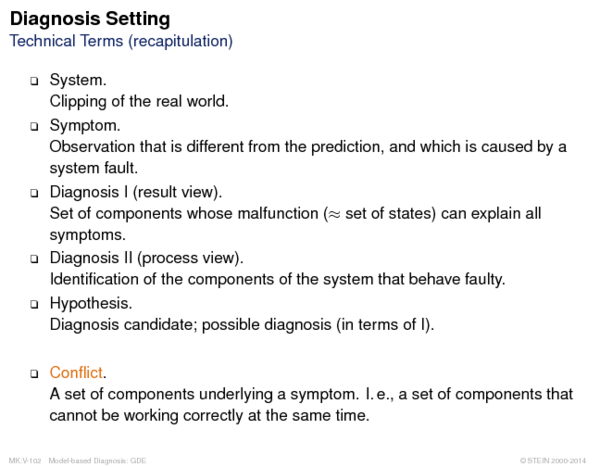 Diagnosis Setting
Technical Terms (recapitulation)
❑ System.
Clipping of the real world.
❑ Symptom.
Observation that is different from the prediction, and which is caused by a
system fault.
❑ Diagnosis I (result view).
Set of components whose malfunction (≈ set of states) can explain all
symptoms.
❑ Diagnosis II (process view).
Identification of the components of the system that behave faulty.
❑ Hypothesis.
Diagnosis candidate; possible diagnosis (in terms of I).
❑ Conflict.
A set of components underlying a symptom. I. e., a set of components that
cannot be working correctly at the same time.
MK:V-102 Model-based Diagnosis: GDE © STEIN 2000-2014